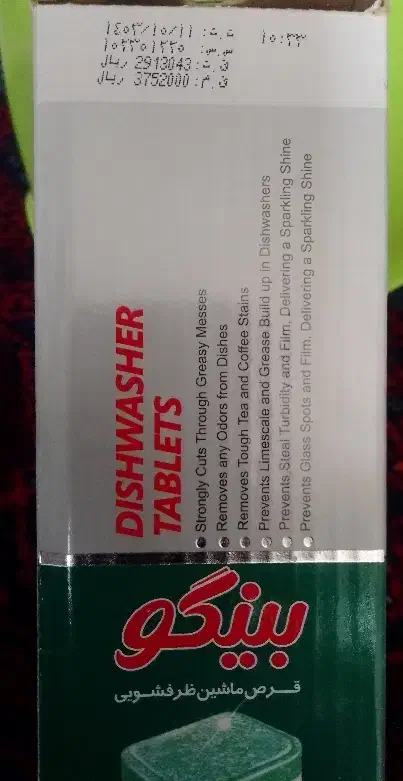 ت.ت: ۱۴۰۳/۱۰/۱۱ ۱۰:۳۳
س.س: ۱۰۳۳۰۱۲۳۰
ق.ت: 2913043 ریال
ق.م: 3752000 ریال
DISHWASHER
TABLETS
Strongly Cuts Through Greasy Messes
Removes any Odors from Dishes
Removes Tough Tea and Coffee Stains
Prevents Limescale and Grease Build up in Dishwashers
Prevents Steal Turbidity and Film, Delivering a Sparkling Shine
Prevents Glass Spots and Film, Delivering a Sparkling Shine
بینگو
قرص ماشین ظرفشویی